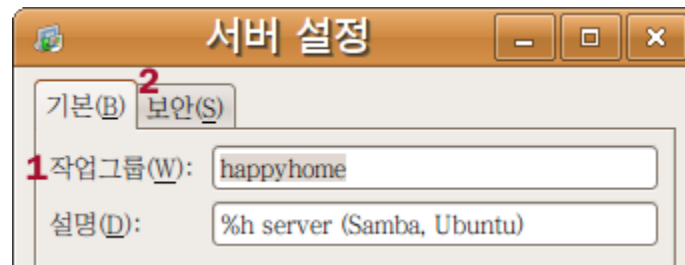 서버 설정
2
기본(B) 보안(S)
1 작업그룹(W): happyhome
설명(D): %h server (Samba, Ubuntu)